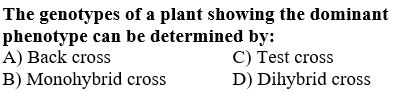 The genotypes of a plant showing the dominant
phenotype can be determined by:
A) Back cross C) Test cross
B) Monohybrid cross D) Dihybrid cross